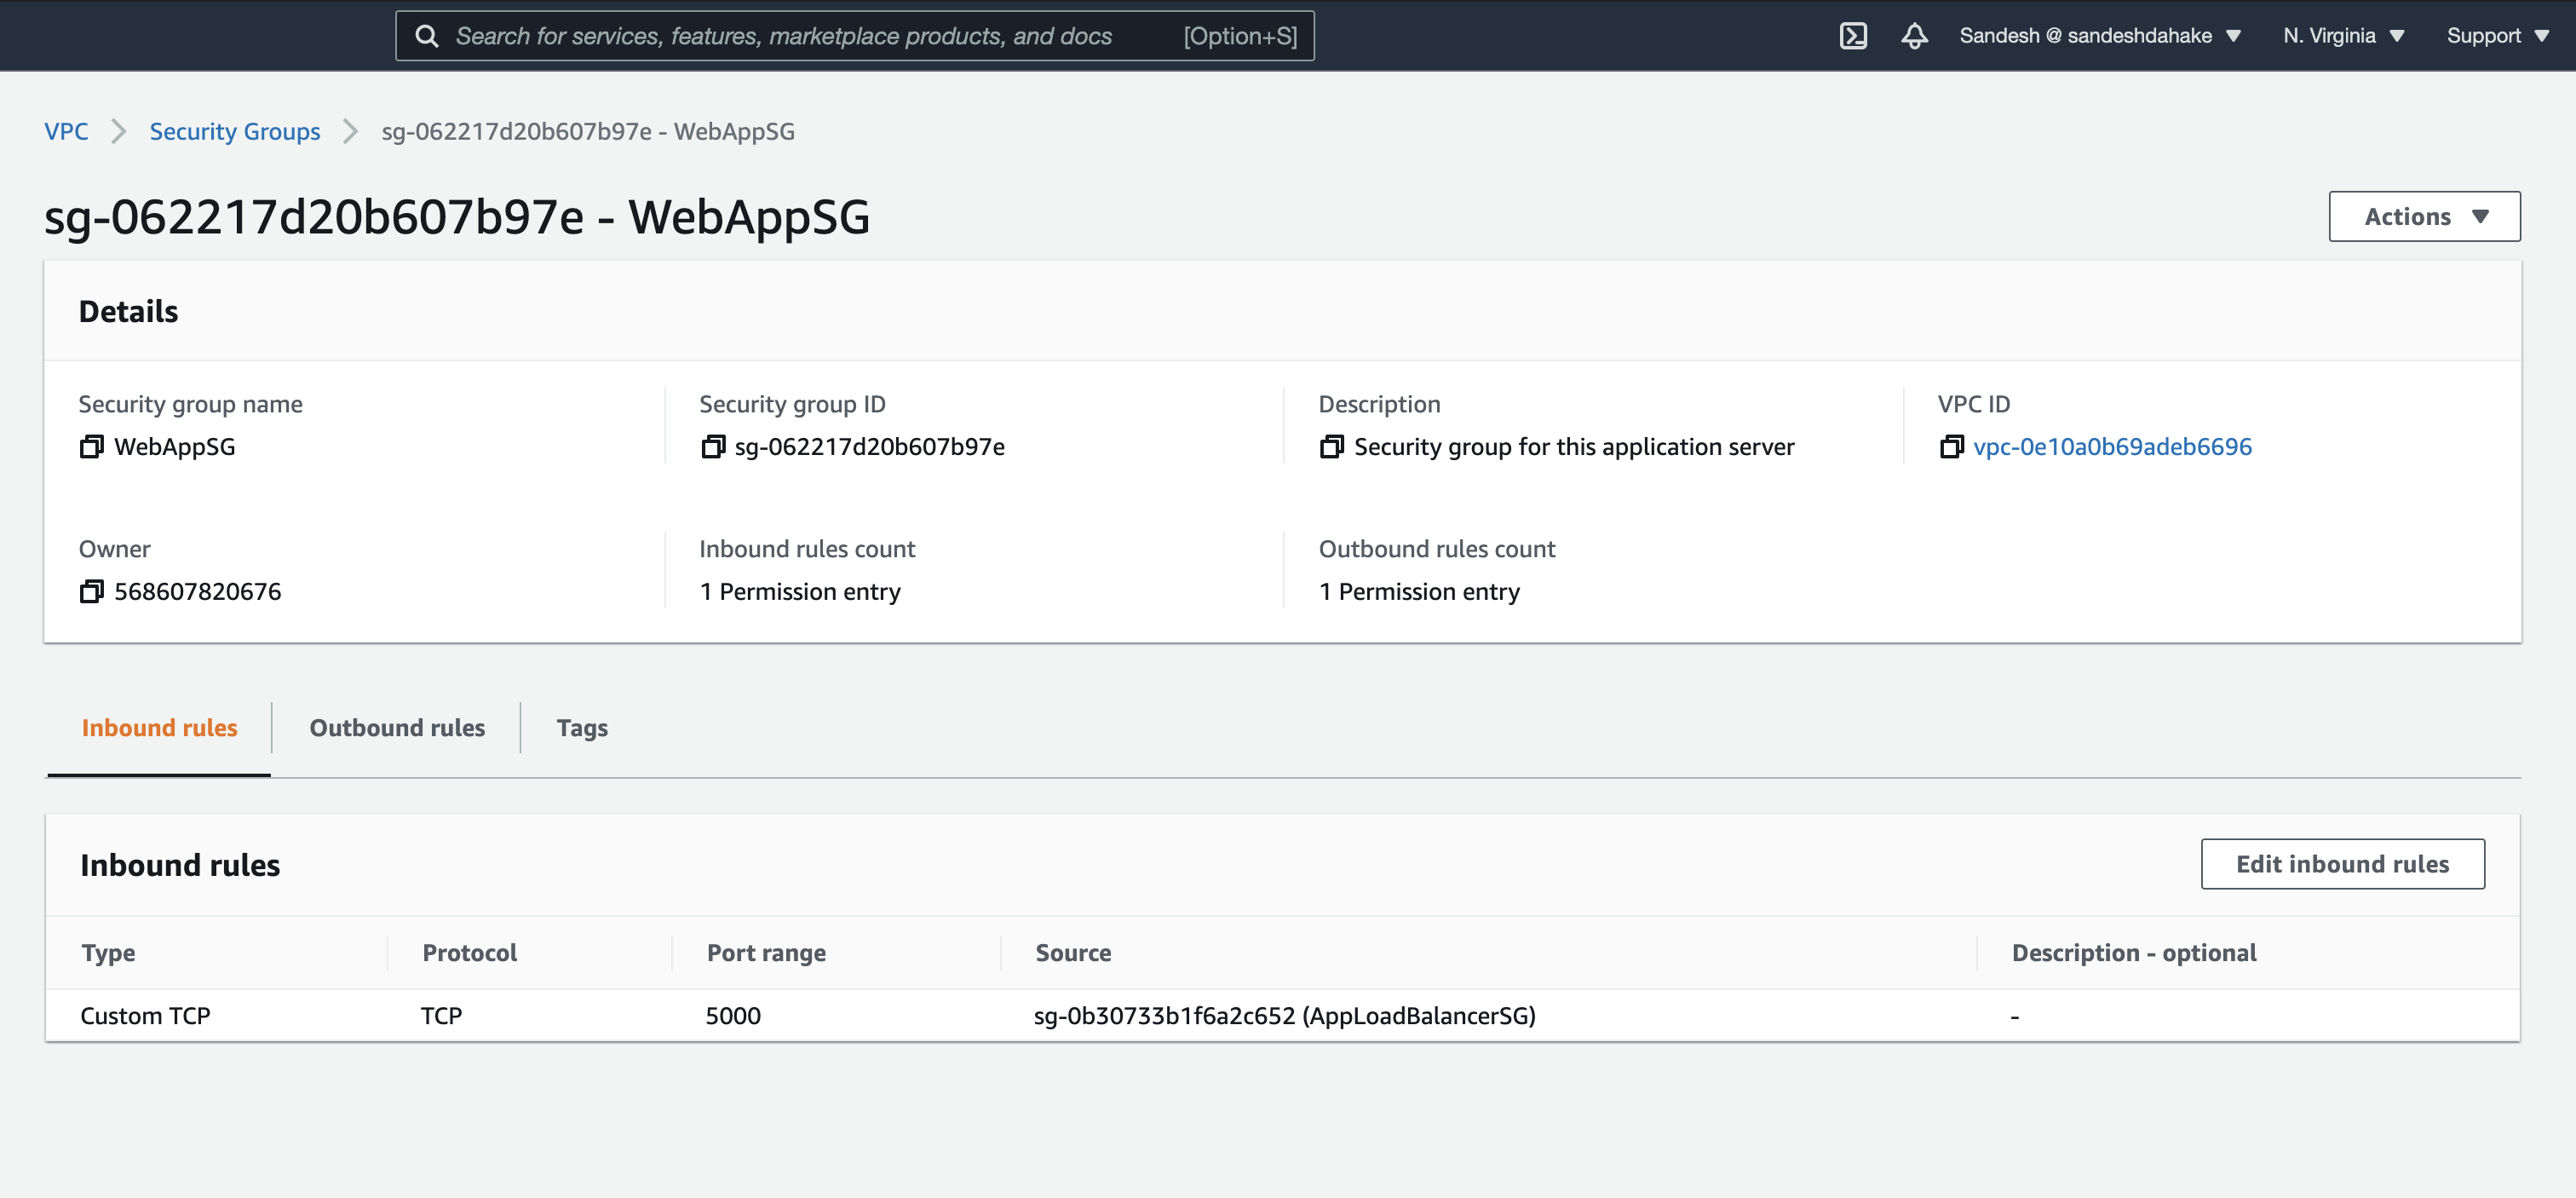 Search for services, features, marketplace products, and docs [Option+S] Sandesh @ sandeshdahake N. Virginia Support
VPC Security Groups sg-062217d20b607b97e - WebAppSG
sg-062217d20b607b97e - WebAppSG
Actions
Details
Security group name Security group ID Description VPC ID
WebAppSG sg-062217d20b607b97e Security group for this application server vpc-0e10a0b69adeb6696
Owner Inbound rules count Outbound rules count
568607820676 1 Permission entry 1 Permission entry
Inbound rules Outbound rules Tags
Inbound rules Edit inbound rules
Type Protocol Port range Source Description - optional
Custom TCP TCP 5000 sg-0b30733b1f6a2c652 (AppLoadBalancerSG) -